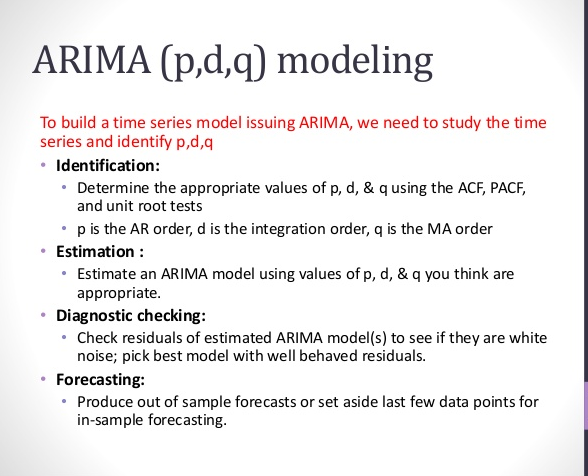 ARIMA (p,d,q) modeling
To build a time series model issuing ARIMA, we need to study the time
series and identify p,d,q
• Identification:
• Determine the appropriate values of p, d, & q using the ACF, PACF,
and unit root tests
• p is the AR order, d is the integration order, q is the MA order
• Estimation :
• Estimate an ARIMA model using values of p, d, & q you think are
appropriate.
• Diagnostic checking:
• Check residuals of estimated ARIMA model(s) to see if they are white
noise; pick best model with well behaved residuals.
• Forecasting:
• Produce out of sample forecasts or set aside last few data points for
in-sample forecasting.